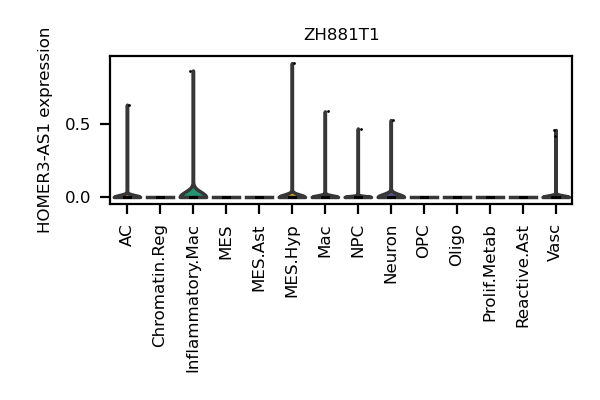 ZH881T1
HOMER3-AS1 expression
0.5
0.0
AC
Chromatin.Reg
Inflammatory.Mac
MES
MES.Ast
MES.Hyp
Mac
NPC
Neuron
OPC
Oligo
Prolif.Metab
Reactive.Ast
Vasc